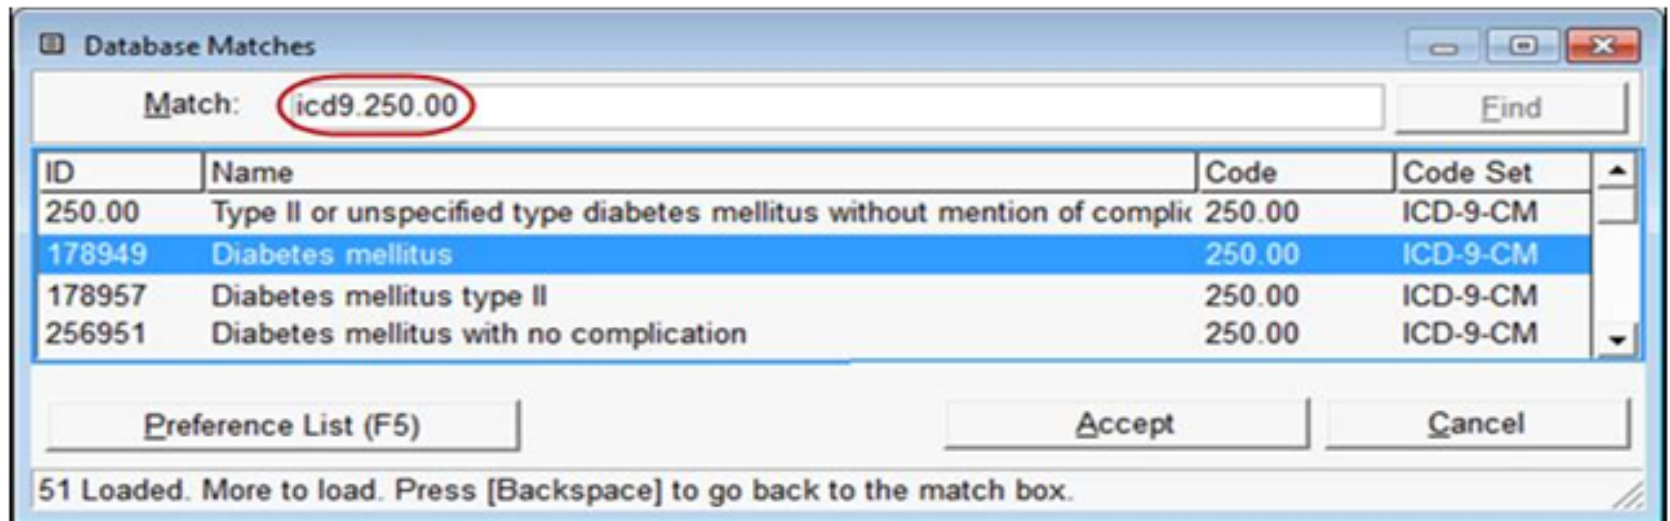 Database Matches
Match: icd9.250.00 Find
ID Name Code Code Set
250.00 Type II or unspecified type diabetes mellitus without mention of complic 250.00 ICD-9-CM
178949 Diabetes mellitus 250.00 ICD-9-CM
178957 Diabetes mellitus type II 250.00 ICD-9-CM
256951 Diabetes mellitus with no complication 250.00 ICD-9-CM
Preference List (F5) Accept Cancel
51 Loaded. More to load. Press [Backspace] to go back to the match box.